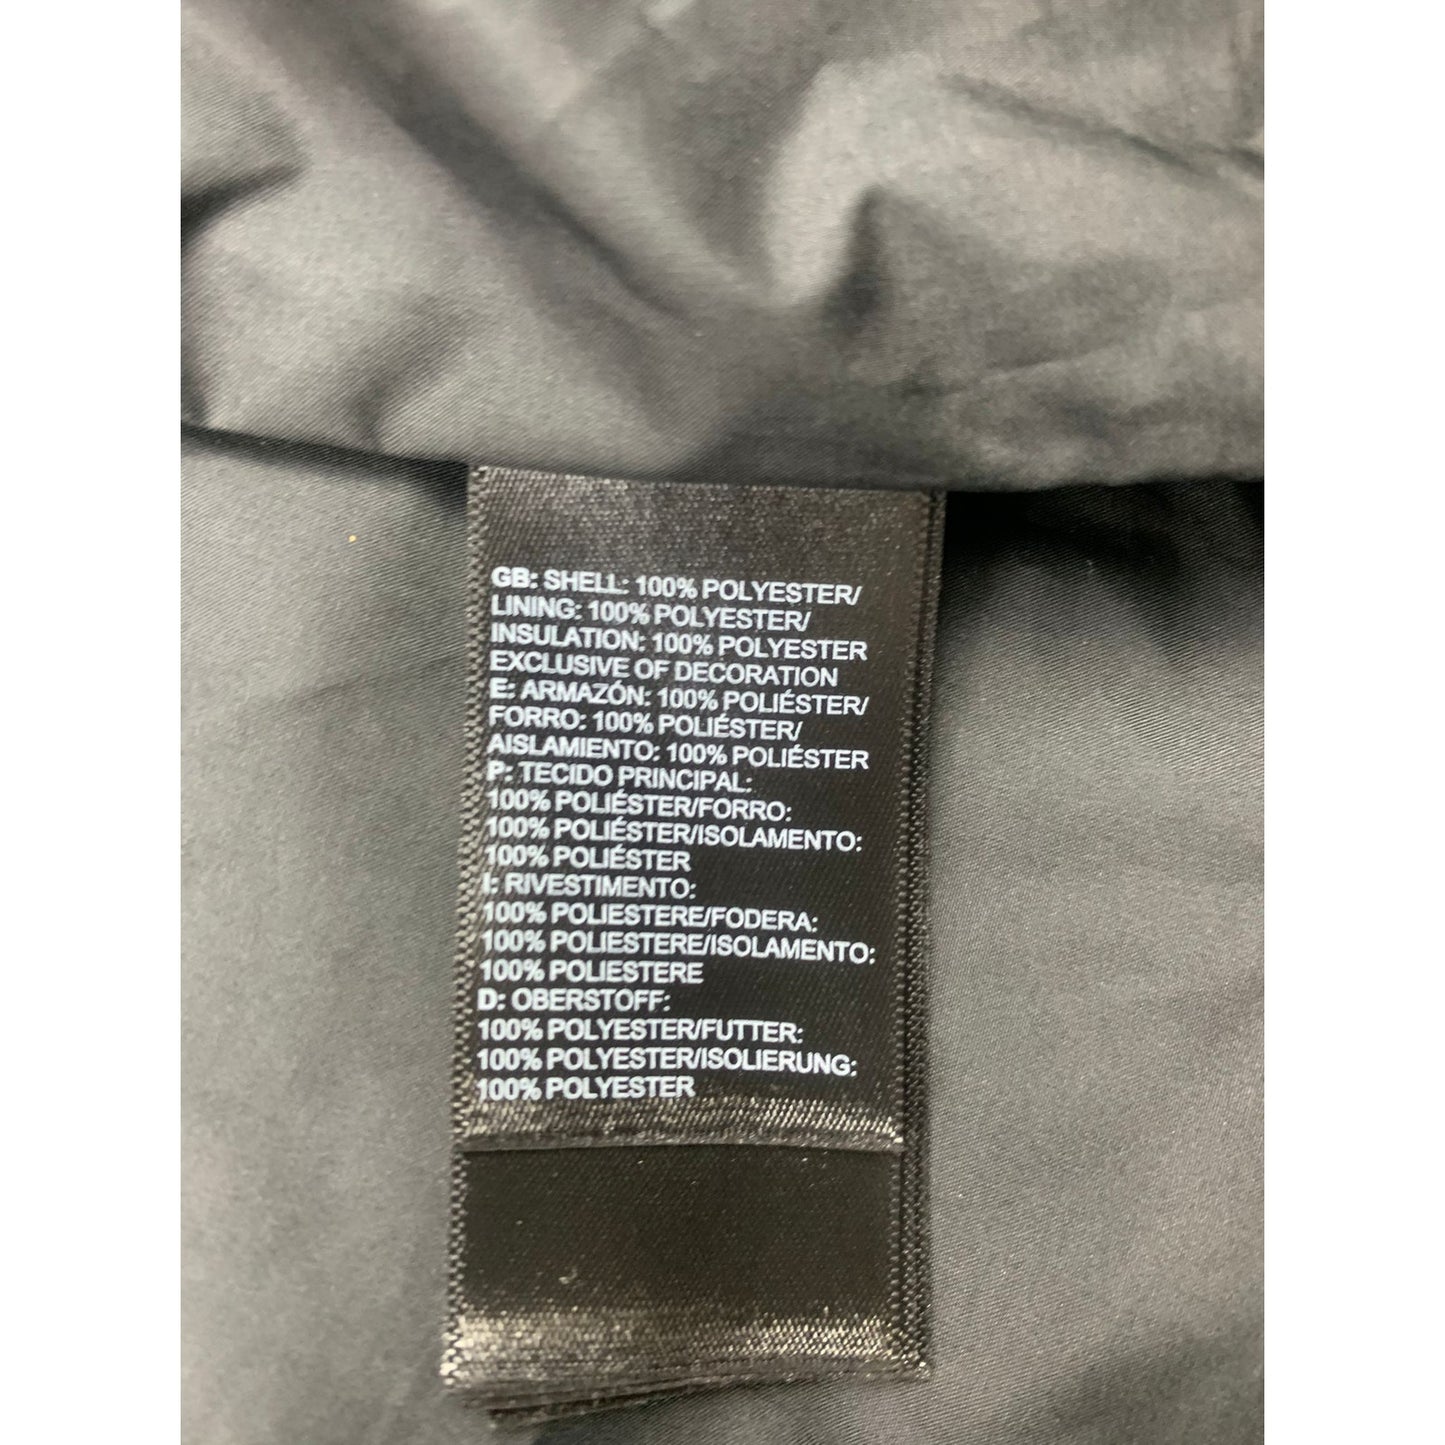 GB: SHELL: 100% POLYESTER/
LINING: 100% POLYESTER/
INSULATION: 100% POLYESTER
EXCLUSIVE OF DECORATION
E: ARMAZÓN: 100% POLIÉSTER/
FORRO: 100% POLIÉSTER/
AISLAMIENTO: 100% POLIÉSTER
P: TECIDO PRINCIPAL:
100% POLIÉSTER/FORRO:
100% POLIÉSTER/ISOLAMENTO:
100% POLIÉSTER
I: RIVESTIMENTO:
100% POLIESTERE/FODERA:
100% POLIESTERE/ISOLAMENTO:
100% POLIESTERE
D: OBERSTOFF:
100% POLYESTER/FUTTER:
100% POLYESTER/ISOLIERUNG:
100% POLYESTER